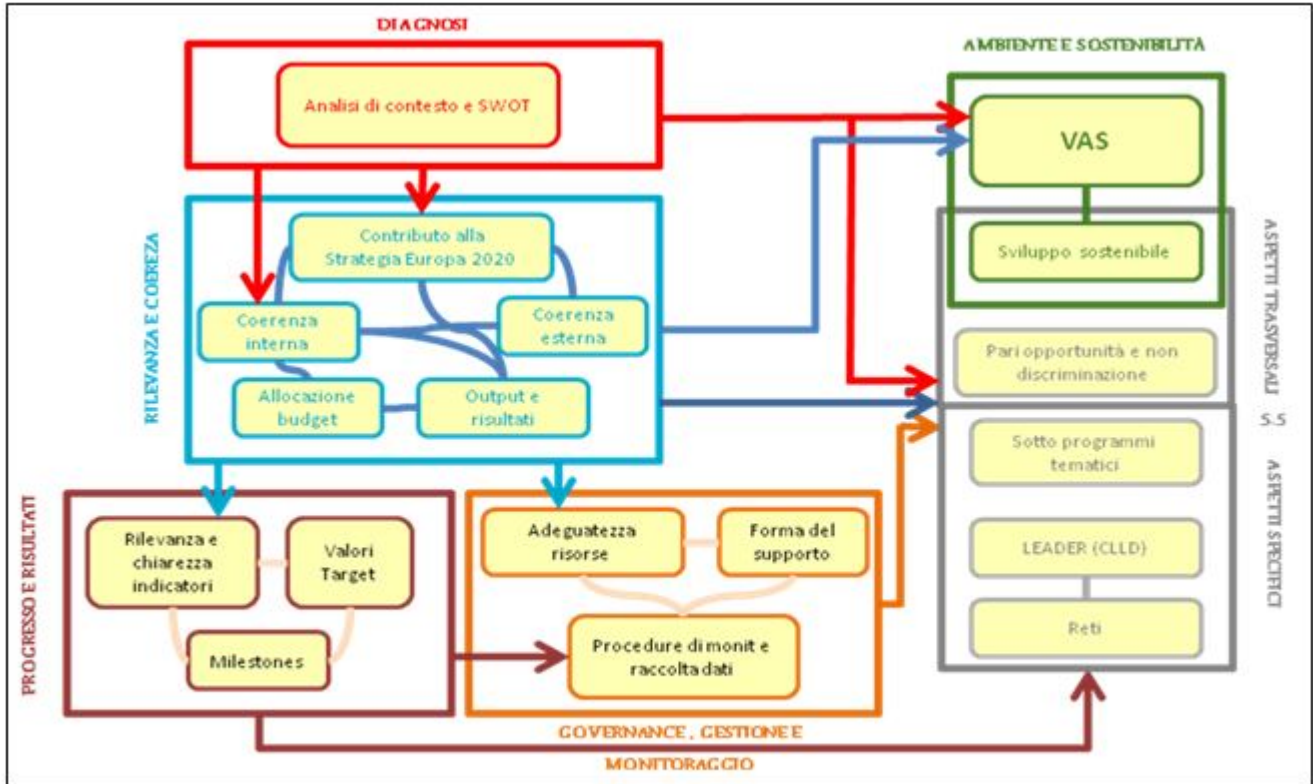 DIAGNOSI
Analisi di contesto e SWOT
AMBIENTE E SOSTENIBILITÀ
VAS
Sviluppo sostenibile
RILEVANZA E COEREZA
Contributo alla
Strategia Europa 2020
Coerenza
interna
Coerenza
esterna
Allocazione
budget
Output e
risultati
ASPETTI TRASVERSALI
Pari opportunità e non
discriminazione
5.5
ASPETTI SPECIFICI
Sotto programmi
tematici
LEADER (CLLD)
Reti
PROGRESSO E RISULTATI
Rilevanza e
chiarezza
indicatori
Valori
Target
Milestones
Adeguatezza
risorse
Forma del
supporto
Procedure di monit e
raccolta dati
GOVERNANCE, GESTIONE E
MONITORAGGIO